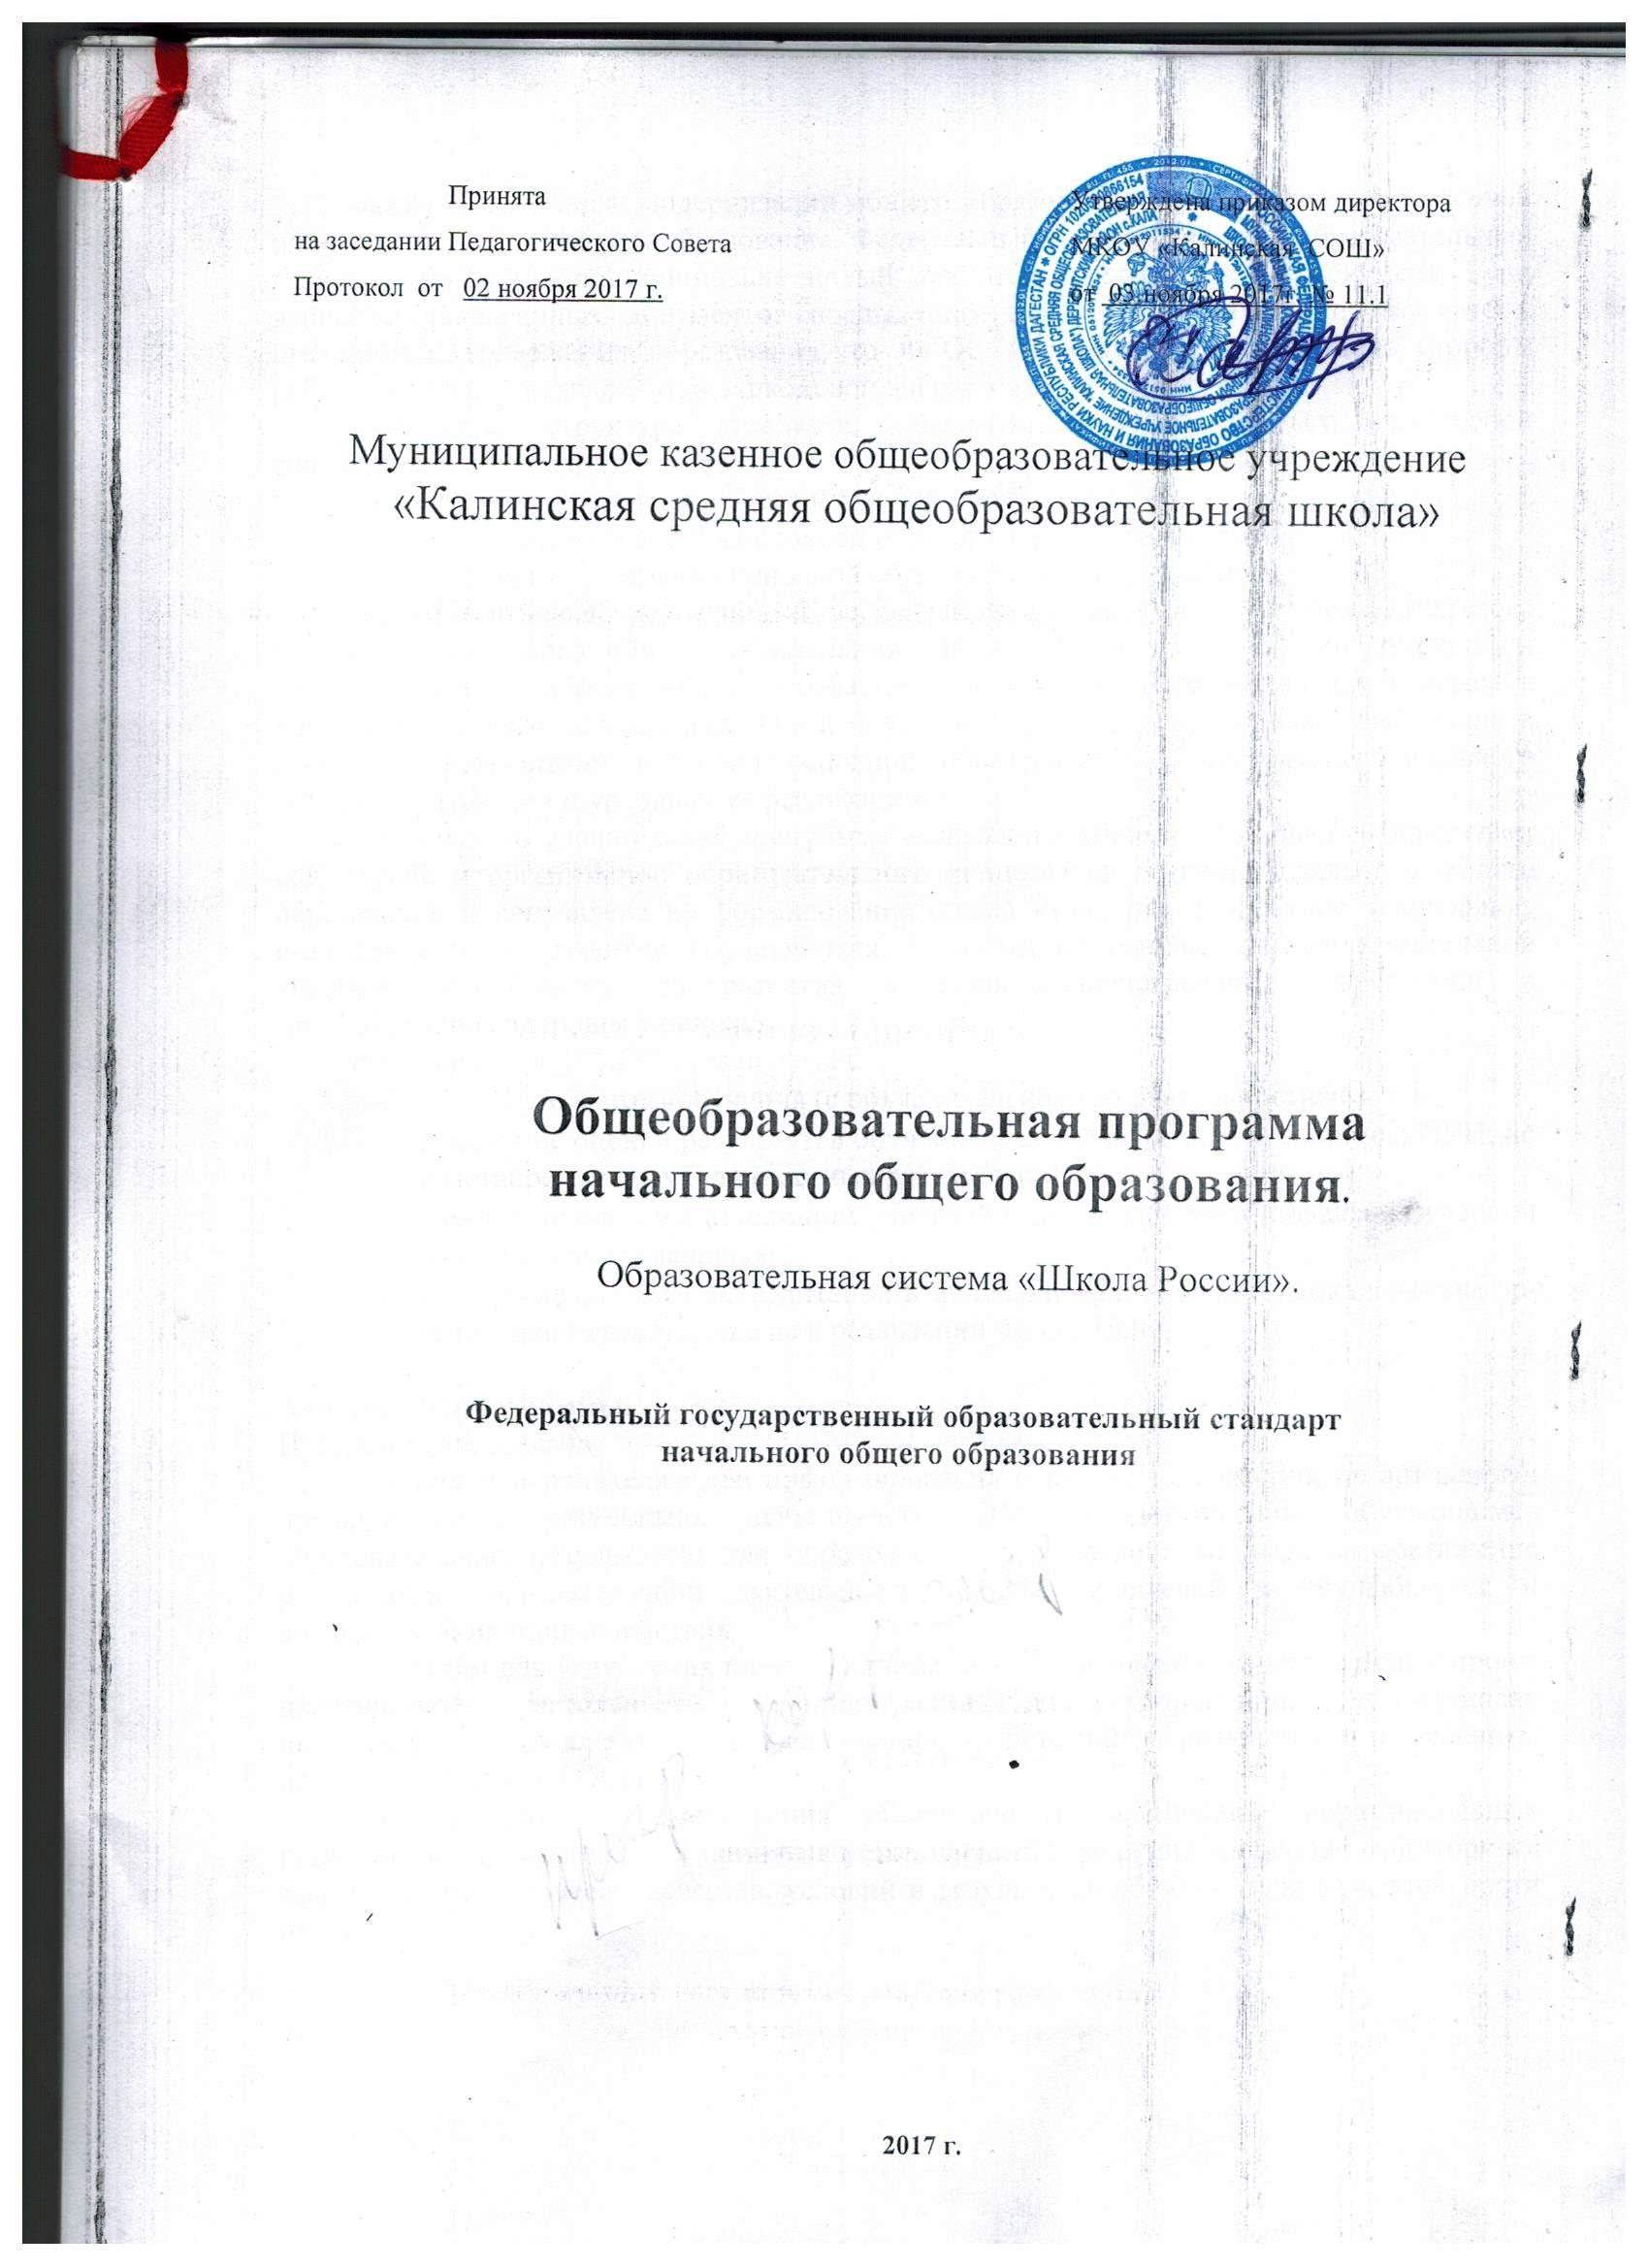 Принята
на заседании Педагогического Совета
Протокол от 02 ноября 2017 г.
Утверждена приказом директора
МКОУ «Калинская СОШ»
от 03 ноября 2017г. № 11.1
Муниципальное казенное общеобразовательное учреждение
«Калинская средняя общеобразовательная школа»
Общеобразовательная программа
начального общего образования.
Образовательная система «Школа России».
Федеральный государственный образовательный стандарт
начального общего образования
2017 г.